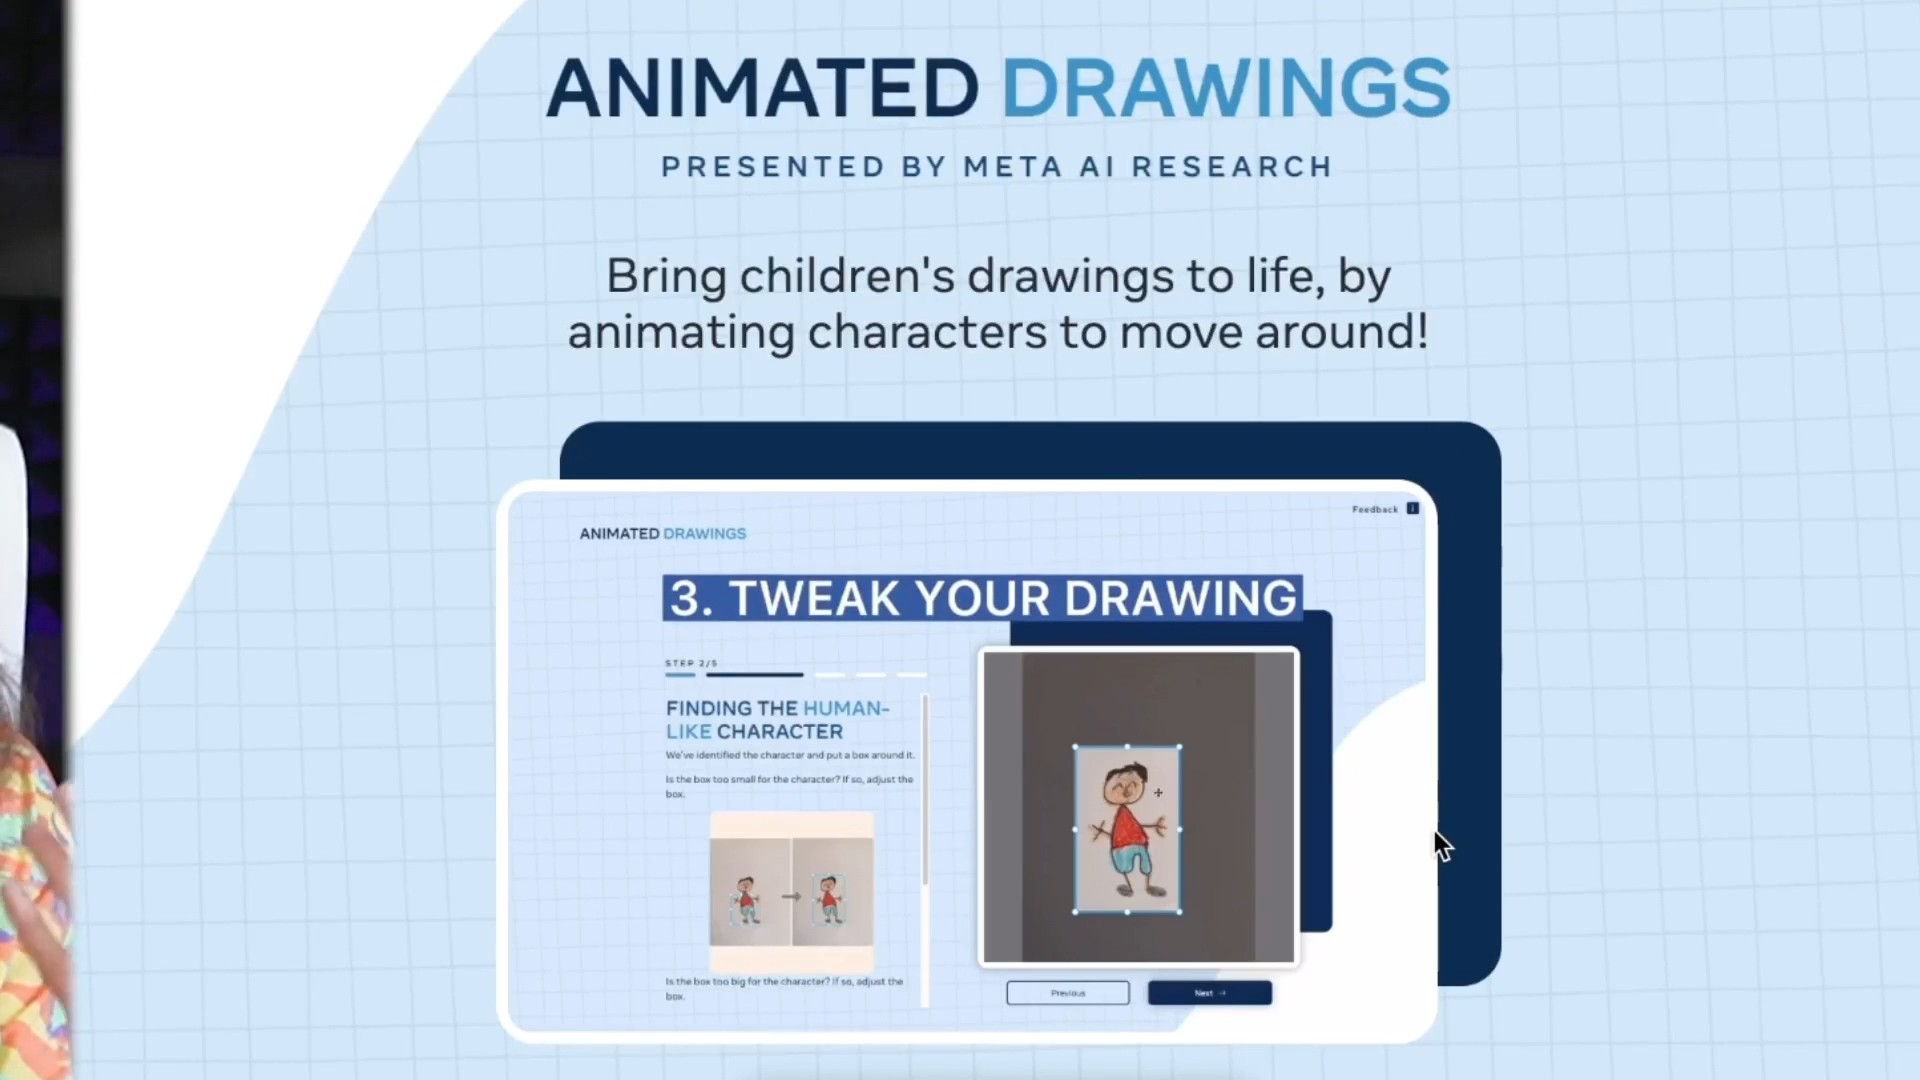 ANIMATED DRAWINGS
PRESENTED BY META AI RESEARCH
Bring children's drawings to life, by
animating characters to move around!
Feedback
ANIMATED DRAWINGS
3. TWEAK YOUR DRAWING
STEP 2/5
FINDING THE HUMAN-
LIKE CHARACTER
We've identified the character and put a box around it.
Is the box too small for the character? If so, adjust the
box.
Is the box too big for the character? If so, adjust the
box.
Previous
Next →